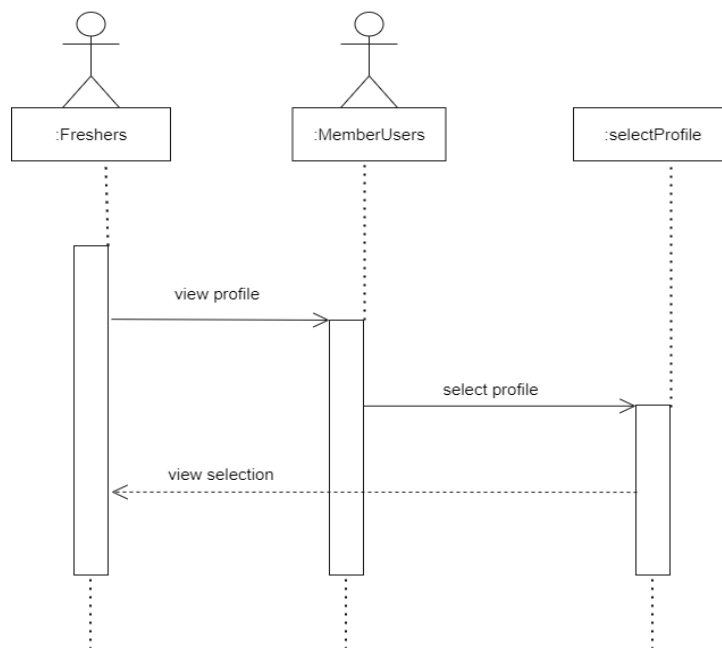 :Freshers
:MemberUsers
:selectProfile
view profile
select profile
view selection